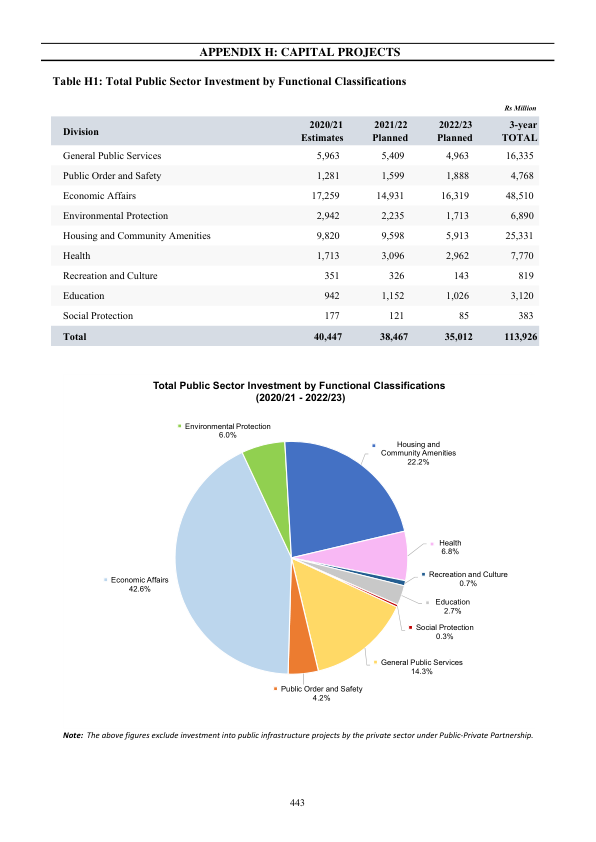 APPENDIX H: CAPITAL PROJECTS
Table H1: Total Public Sector Investment by Functional Classifications
Rs Million
Division 2020/21 Estimates 2021/22 Planned 2022/23 Planned 3-year TOTAL
General Public Services 5,963 5,409 4,963 16,335
Public Order and Safety 1,281 1,599 1,888 4,768
Economic Affairs 17,259 14,931 16,319 48,510
Environmental Protection 2,942 2,235 1,713 6,890
Housing and Community Amenities 9,820 9,598 5,913 25,331
Health 1,713 3,096 2,962 7,770
Recreation and Culture 351 326 143 819
Education 942 1,152 1,026 3,120
Social Protection 177 121 85 383
Total 40,447 38,467 35,012 113,926
Total Public Sector Investment by Functional Classifications
(2020/21 - 2022/23)
Environmental Protection
6.0%
Housing and
Community Amenities
22.2%
Health
6.8%
Recreation and Culture
0.7%
Economic Affairs
42.6%
Education
2.7%
Social Protection
0.3%
General Public Services
14.3%
Public Order and Safety
4.2%
Note: The above figures exclude investment into public infrastructure projects by the private sector under Public-Private Partnership.
443